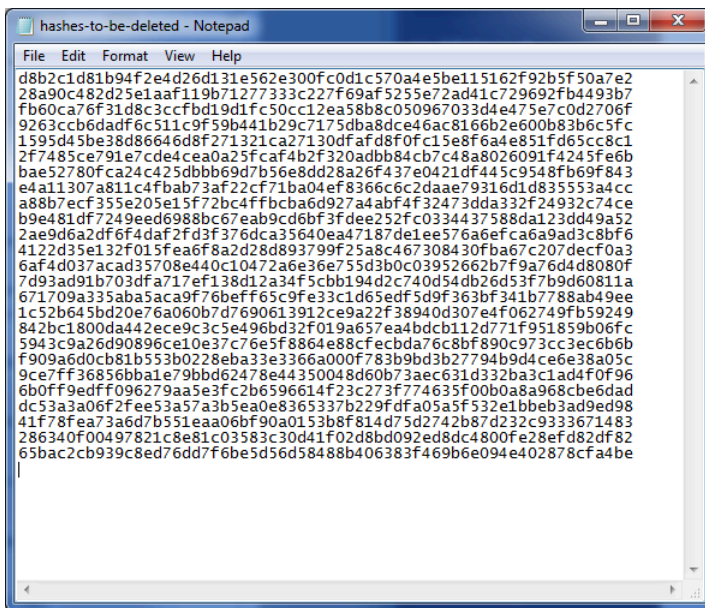 hashes-to-be-deleted - Notepad
File Edit Format View Help
d8b2c1d81b94f2e4d26d131e562e300fc0d1c570a4e5be115162f92b5f50a7e2
28a90c482d25e1aaf119b71277333c227f69af5255e72ad41c729692fb4493b7
fb60ca76f31d8c3ccfbd19d1fc50cc12ea58b8c050967033d4e475e7c0d2706f
9263ccb6dadf6c511c9f59b441b29c7175dba8dce46ac8166b2e600b83b6c5fc
1595d45be38d86646d8f271321ca27130dfafd8f0fc15e8f6a4e851fd65cc8c1
2f7485ce791e7cde4cea0a25fcaf4b2f320adbb84cb7c48a8026091f4245fe6b
bae52780fca24c425dbbb69d7b56e8dd28a26f437e0421df445c9548fb69f843
e4a11307a811c4fbab73af22cf71ba04ef8366c6c2daae79316d1d835553a4cc
a88b7ecf355e205e15f72bc4ffbcba6d927a4abf4f32473dda332f24932c74ce
b9e481df7249eed6988bc67eab9cd6bf3fdee252fc0334437588da123dd49a52
2ae9d6a2df6f4daf2fd3f376dca35640ea47187de1ee576a6efca6a9ad3c8bf6
4122d35e132f015fea6f8a2d28d893799f25a8c467308430fba67c207decf0a3
6af4d037acad35708e440c10472a6e36e755d3b0c03952662b7f9a76d4d8080f
7d93ad91b703dfa717ef138d12a34f5cbb194d2c740d54db26d53f7b9d60811a
671709a335aba5aca9f76beff65c9fe33c1d65edf5d9f363bf341b7788ab49ee
1c52b645bd20e76a060b7d7690613912ce9a22f38940d307e4f062749fb59249
842bc1800da442ece9c3c5e496bd32f019a657ea4bdcb112d771f951859b06fc
5943c9a26d90896ce10e37c76e5f8864e88cfecbda76c8bf890c973cc3ec6b6b
f909a6d0cb81b553b0228eba33e3366a000f783b9bd3b27794b9d4ce6e38a05c
9ce7ff36856bba1e79bbd62478e44350048d60b73aec631d332ba3c1ad4f0f96
6b0ff9edff096279aa5e3fc2b6596614f23c273f774635f00b0a8a968cbe6dad
dc53a3a06f2fee53a57a3b5ea0e8365337b229fdfa05a5f532e1bbeb3ad9ed98
41f78fea73a6d7b551eaa06bf90a0153b8f814d75d2742b87d232c9333671483
286340f00497821c8e81c03583c30d41f02d8bd092ed8dc4800fe28efd82df82
65bac2cb939c8ed76dd7f6be5d56d58488b406383f469b6e094e402878cfa4be